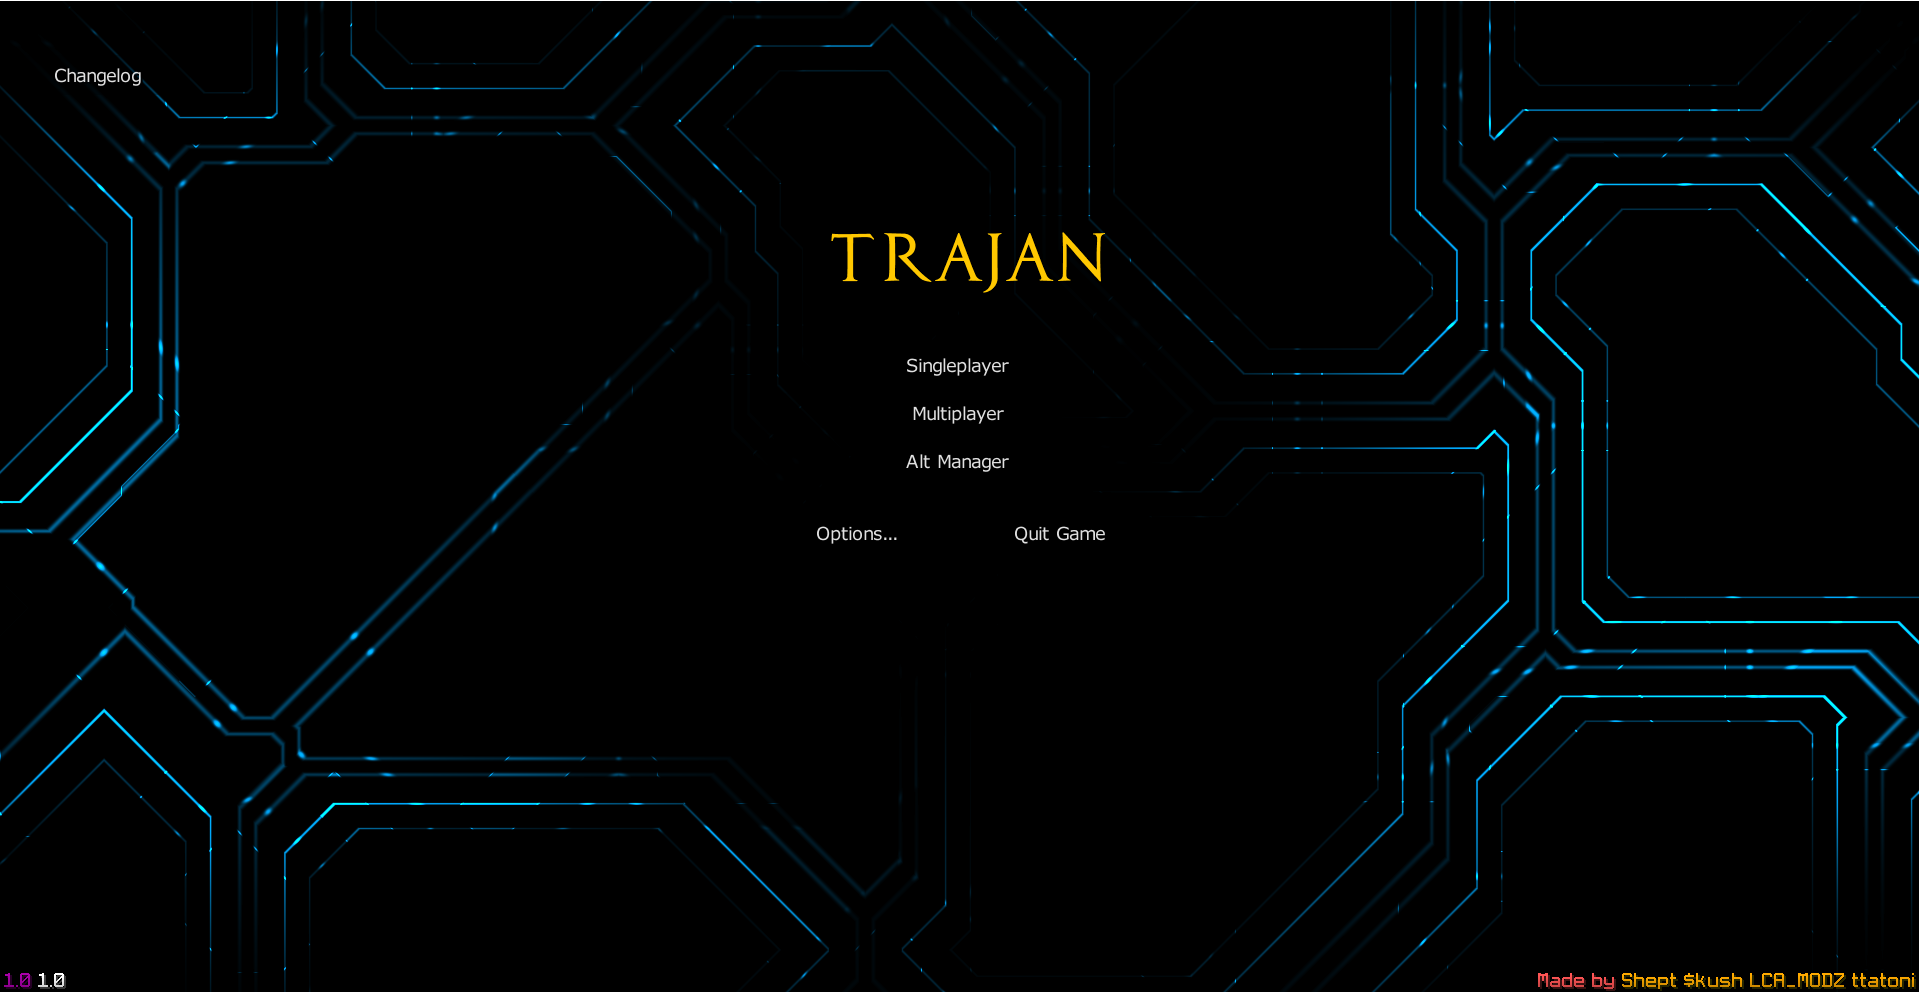 Changelog
TRAJAN
Singleplayer
Multiplayer
Alt Manager
Options... Quit Game
1.0 1.0
Made by Shept $kush LCA_MODZ ttatoni